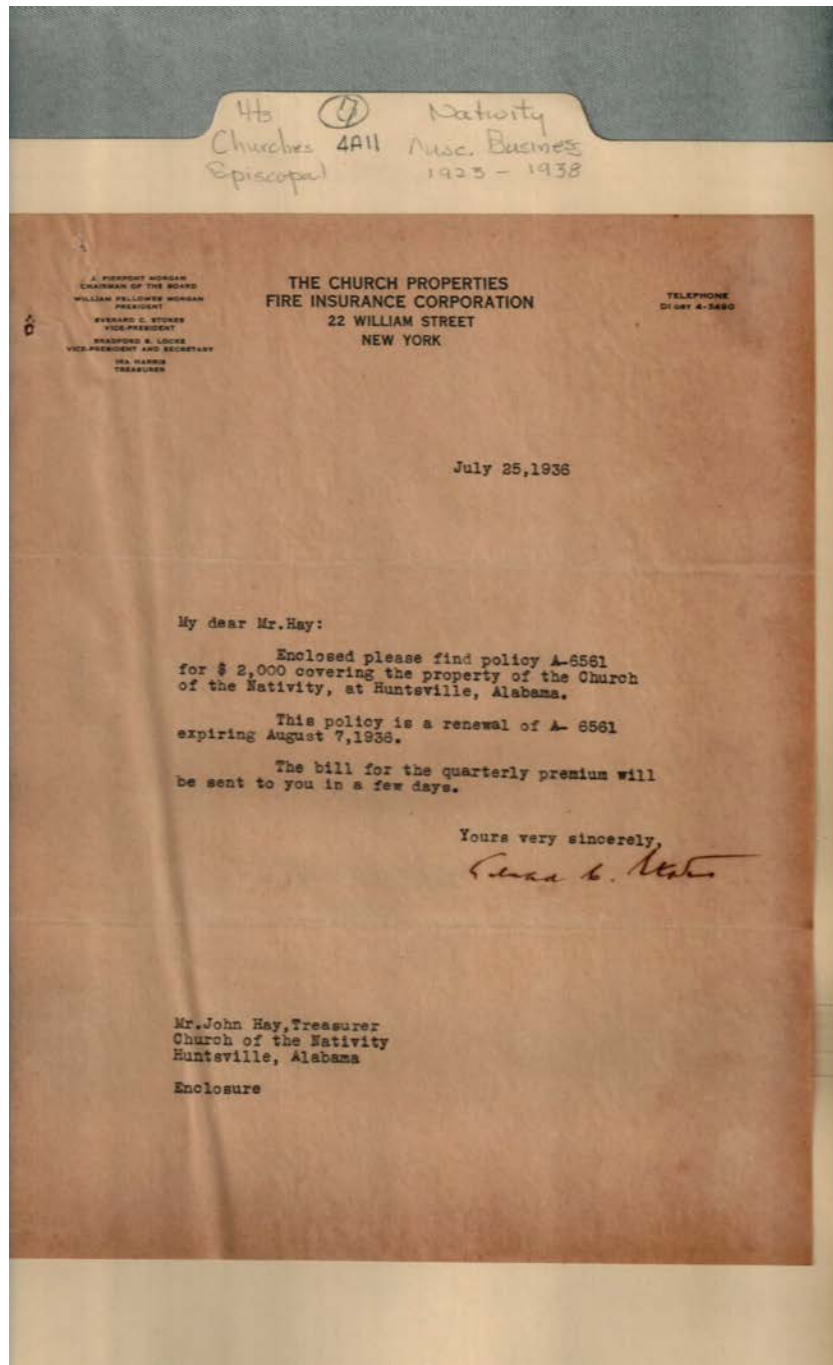 Hts 17 Nativity
Churches 4A11 Misc. Business
Episcopal 1923 - 1938
J. PIERPONT MORGAN
CHAIRMAN OF THE BOARD
WILLIAM FELLOWES MORGAN
PRESIDENT
EVERARD C. STOKES
VICE-PRESIDENT
BRADFORD B. LOCKE
VICE-PRESIDENT AND SECRETARY
IRA HARRIS
TREASURER
THE CHURCH PROPERTIES
FIRE INSURANCE CORPORATION
22 WILLIAM STREET
NEW YORK
TELEPHONE
July 25,1936
My dear Mr.Hay:
Enclosed please find policy A-6561
for $ 2,000 covering the property of the Church
of the Nativity, at Huntsville, Alabama.
This policy is a renewal of A- 6561
expiring August 7,1936.
The bill for the quarterly premium will
be sent to you in a few days.
Yours very sincerely,
Mr.John Hay,Treasurer
Church of the Nativity
Huntsville, Alabama
Enclosure